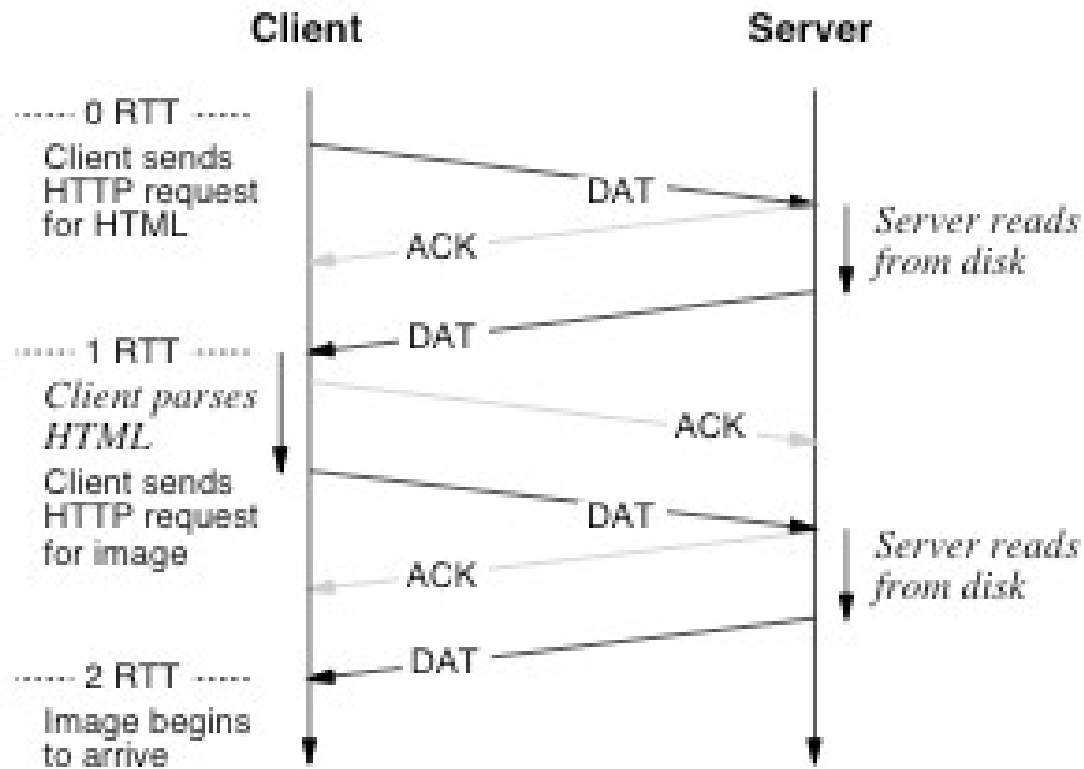 Client
Server
0 RTT
Client sends
HTTP request
for HTML
DAT
ACK
Server reads
from disk
DAT
1 RTT
Client parses
HTML
ACK
Client sends
HTTP request
for image
DAT
ACK
Server reads
from disk
DAT
2 RTT
Image begins
to arrive